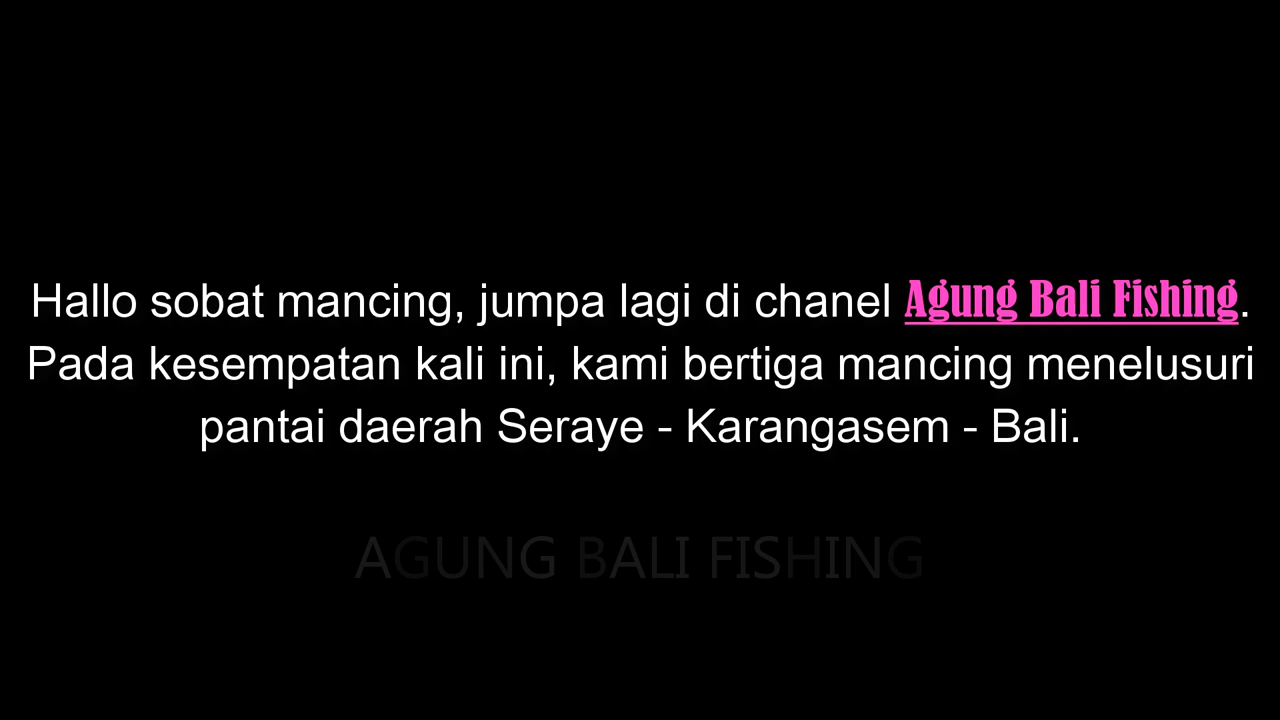 Hallo sobat mancing, jumpa lagi di chanel Agung Bali Fishing.
Pada kesempatan kali ini, kami bertiga mancing menelusuri
pantai daerah Seraye - Karangasem - Bali.
AGUNG BALI FISHING